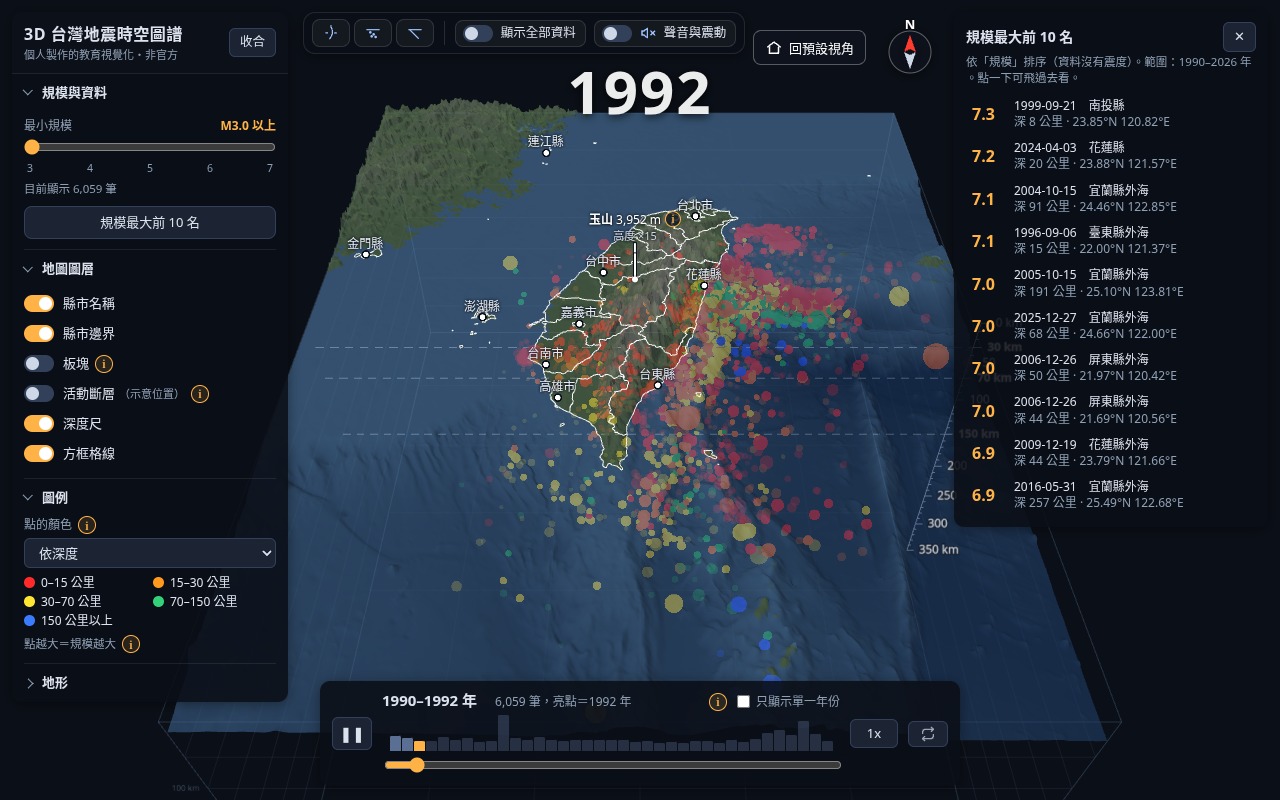 3D 台灣地震時空圖譜
個人製作的教育視覺化・非官方
收合
規模與資料
最小規模
M3.0 以上
3 4 5 6 7
目前顯示 6,059 筆
規模最大前 10 名
地圖圖層
縣市名稱
縣市邊界
板塊 i
活動斷層 (示意位置) i
深度尺
方框格線
圖例
點的顏色 i
依深度
0–15 公里 15–30 公里
30–70 公里 70–150 公里
150 公里以上
點越大＝規模越大 i
地形
顯示全部資料
聲音與震動
回預設視角
N
1992
連江縣
台北市
玉山 3,952 m i
金門縣
台中市
花蓮縣
澎湖縣
嘉義市
台南市
台東縣
高雄市
30 km
70 km
100
150 km
200
250
300
350 km
100 km
規模最大前 10 名
✕
依「規模」排序（資料沒有震度）。範圍：1990–2026 年
。點一下可飛過去看。
7.3 1999-09-21 南投縣
深 8 公里 · 23.85°N 120.82°E
7.2 2024-04-03 花蓮縣
深 20 公里 · 23.88°N 121.57°E
7.1 2004-10-15 宜蘭縣外海
深 91 公里 · 24.46°N 122.85°E
7.1 1996-09-06 臺東縣外海
深 15 公里 · 22.00°N 121.37°E
7.0 2005-10-15 宜蘭縣外海
深 191 公里 · 25.10°N 123.81°E
7.0 2025-12-27 宜蘭縣外海
深 68 公里 · 24.66°N 122.00°E
7.0 2006-12-26 屏東縣外海
深 50 公里 · 21.97°N 120.42°E
7.0 2006-12-26 屏東縣外海
深 44 公里 · 21.69°N 120.56°E
6.9 2009-12-19 花蓮縣外海
深 44 公里 · 23.79°N 121.66°E
6.9 2016-05-31 宜蘭縣外海
深 257 公里 · 25.49°N 122.68°E
1990–1992 年 6,059 筆，亮點＝1992 年 i 只顯示單一年份
1x